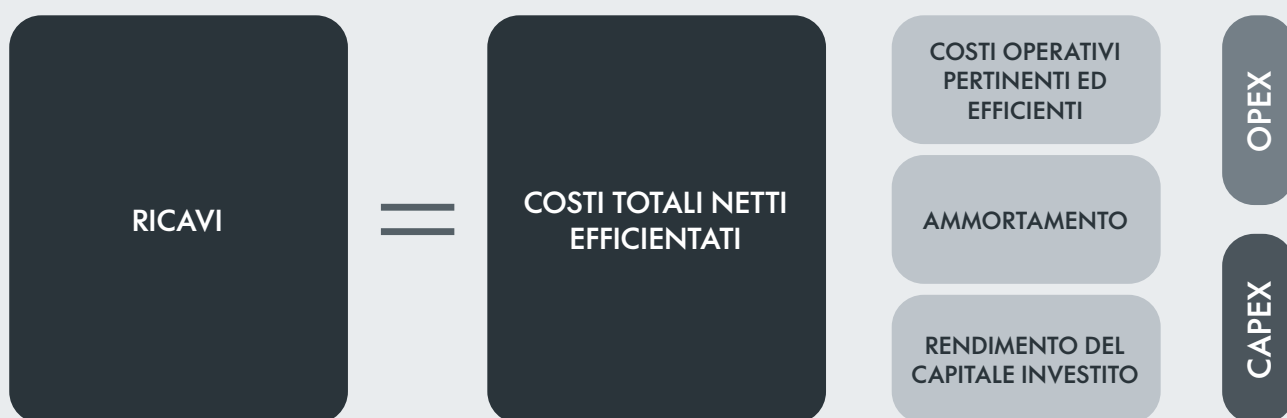 RICAVI
COSTI TOTALI NETTI
EFFICIENTATI
COSTI OPERATIVI
PERTINENTI ED
EFFICIENTI
AMMORTAMENTO
RENDIMENTO DEL
CAPITALE INVESTITO
OPEX
CAPEX